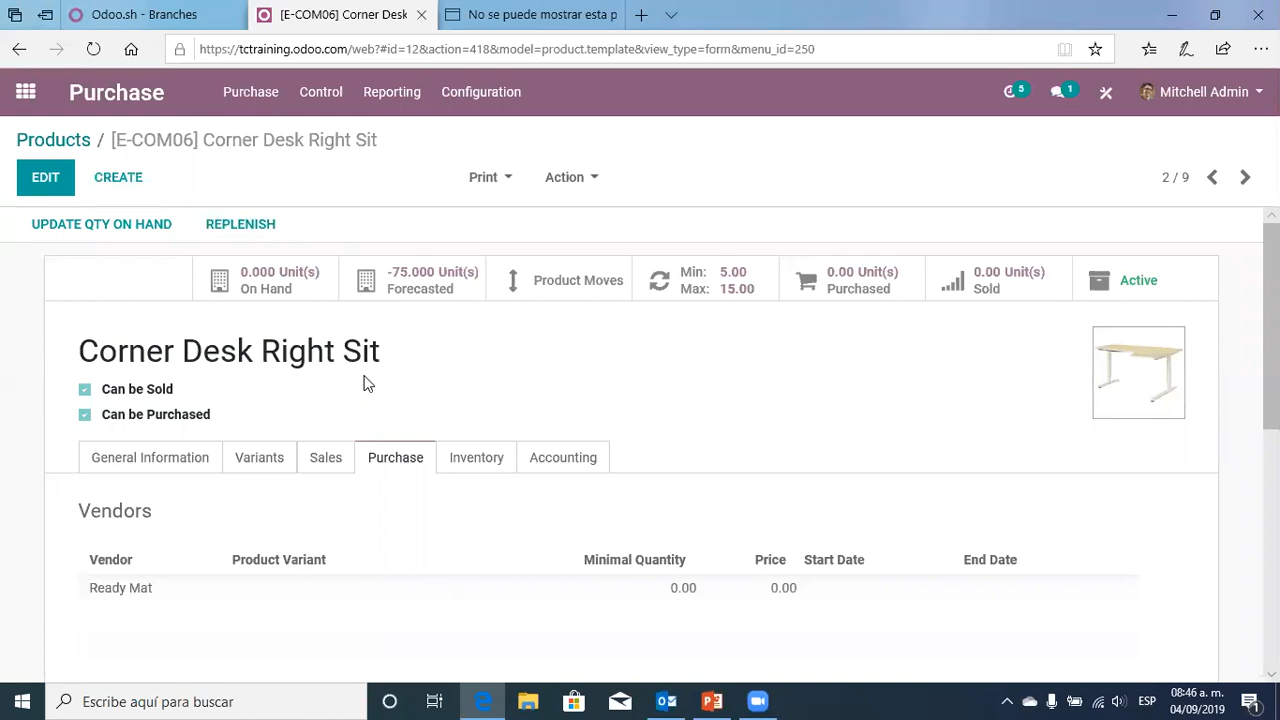 Odoo.sh - Branches
[E-COM06] Corner Desk
No se puede mostrar esta p
https://tctraining.odoo.com/web?#id=12&action=418&model=product.template&view_type=form&menu_id=250
Purchase
Purchase Control Reporting Configuration
5
1
Mitchell Admin
Products / [E-COM06] Corner Desk Right Sit
EDIT CREATE Print Action 2 / 9
UPDATE QTY ON HAND REPLENISH
0.000 Unit(s)
On Hand
-75.000 Unit(s)
Forecasted
Product Moves
Min: 5.00
Max: 15.00
0.00 Unit(s)
Purchased
0.00 Unit(s)
Sold
Active
Corner Desk Right Sit
Can be Sold
Can be Purchased
General Information Variants Sales Purchase Inventory Accounting
Vendors
Vendor Product Variant Minimal Quantity Price Start Date End Date
Ready Mat 0.00 0.00
Escribe aquí para buscar
ESP
08:46 a. m.
04/09/2019
1